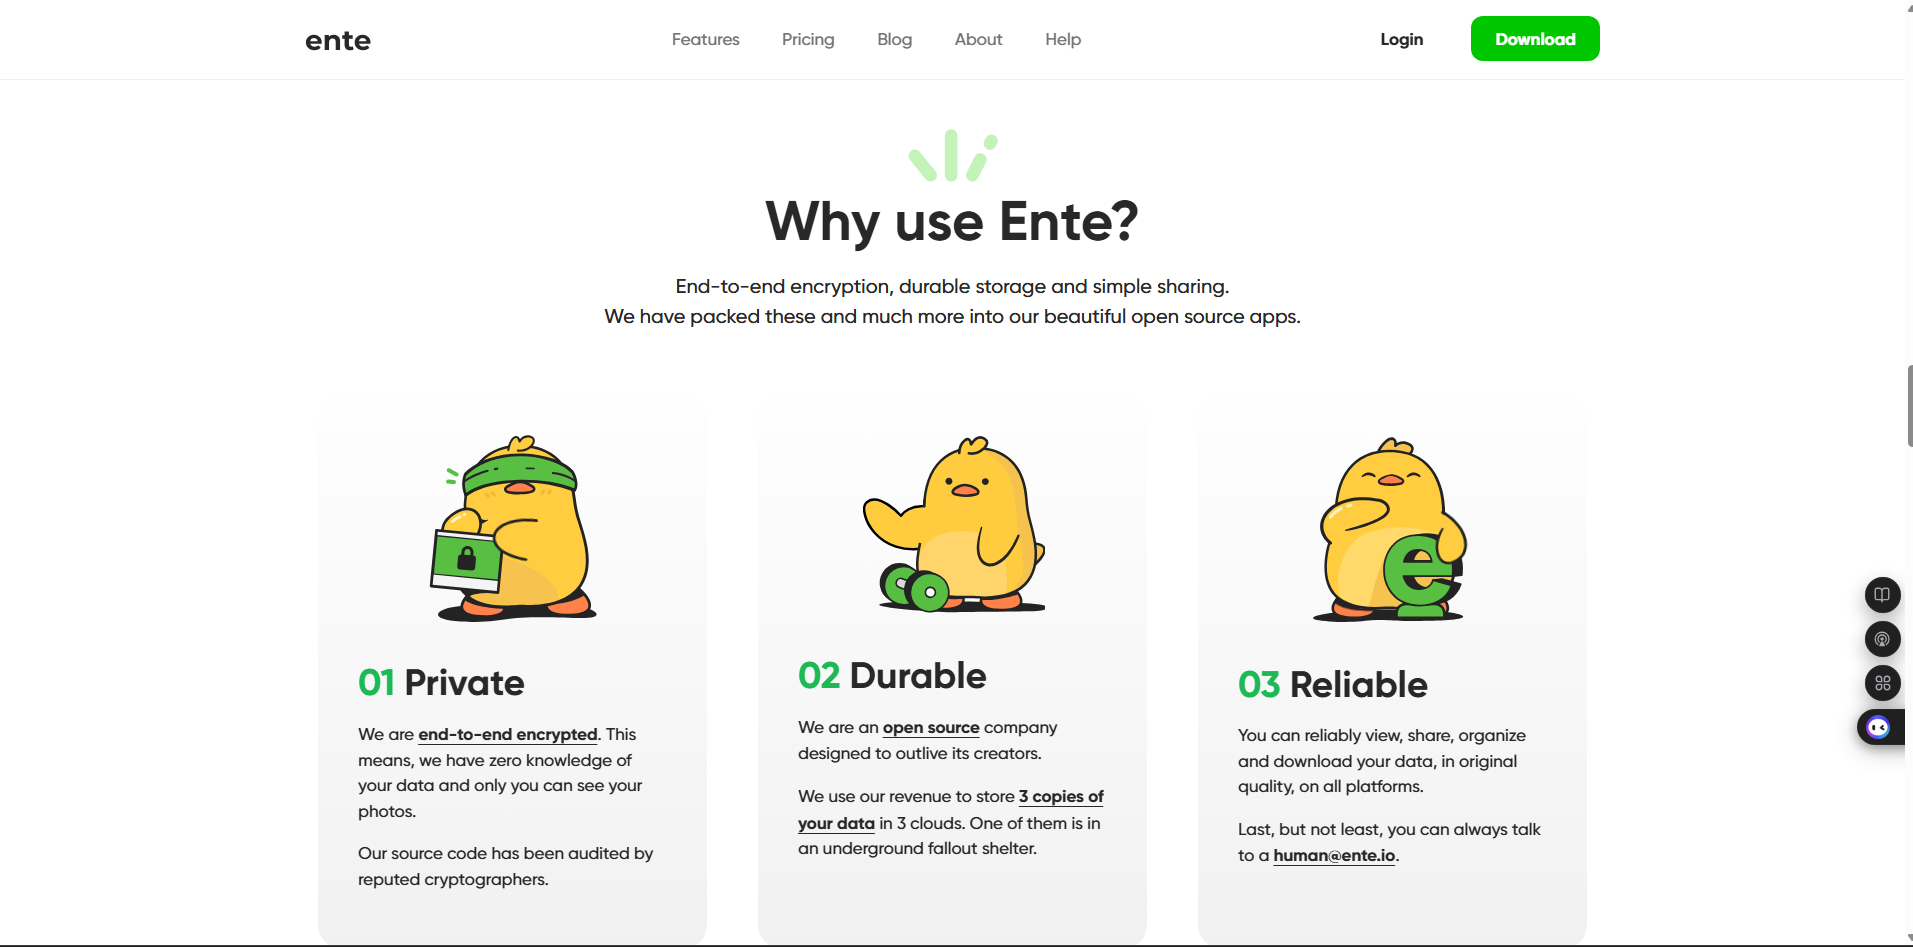 ente
Features
Pricing
Blog
About
Help
Login
Download
Why use Ente?
End-to-end encryption, durable storage and simple sharing.
We have packed these and much more into our beautiful open source apps.
e
01 Private
We are end-to-end encrypted. This
means, we have zero knowledge of
your data and only you can see your
photos.
Our source code has been audited by
reputed cryptographers.
02 Durable
We are an open source company
designed to outlive its creators.
We use our revenue to store 3 copies of
your data in 3 clouds. One of them is in
an underground fallout shelter.
03 Reliable
You can reliably view, share, organize
and download your data, in original
quality, on all platforms.
Last, but not least, you can always talk
to a human@ente.io.